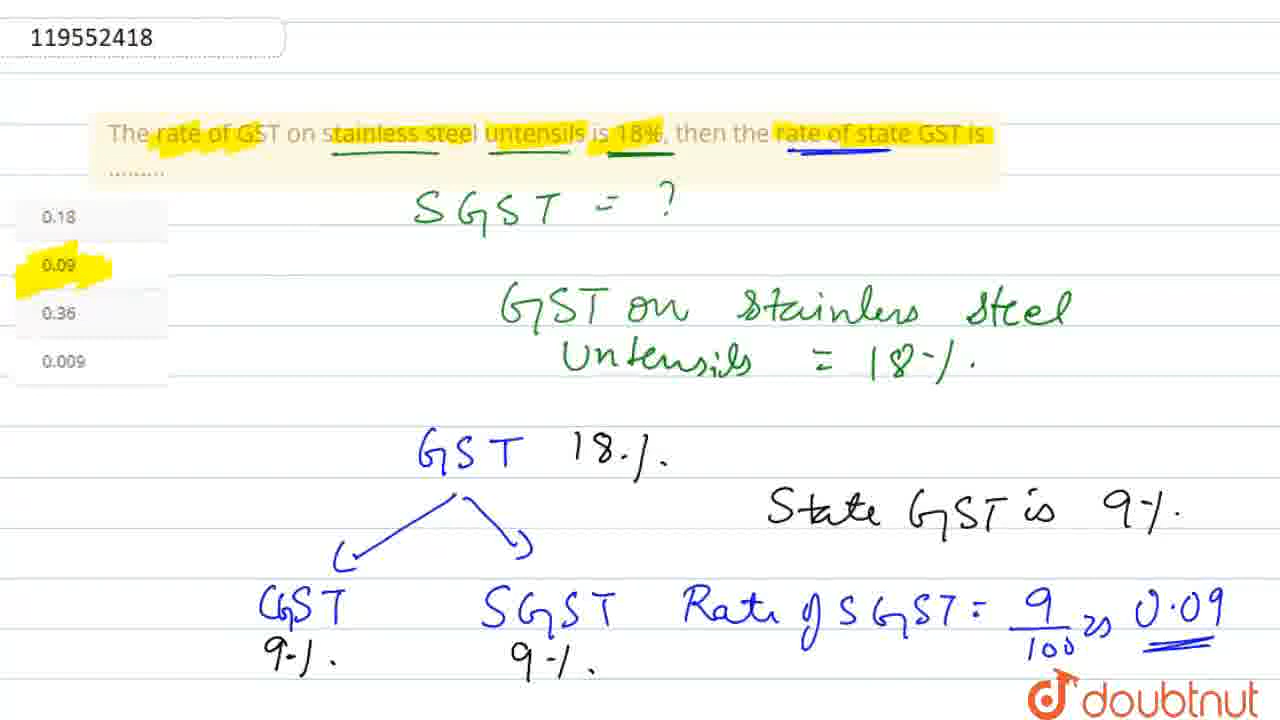 119552418
The rate of GST on stainless steel untensils is 18%, then the rate of state GST is
..........
SGST = ?
0.18
0.09
0.36
0.009
GST on stainless steel
untensils = 18%.
GST 18%.
State GST is 9%.
CGST SGST Rate of SGST = 9/100 is 0.09
9%. 9%.
doubtnut